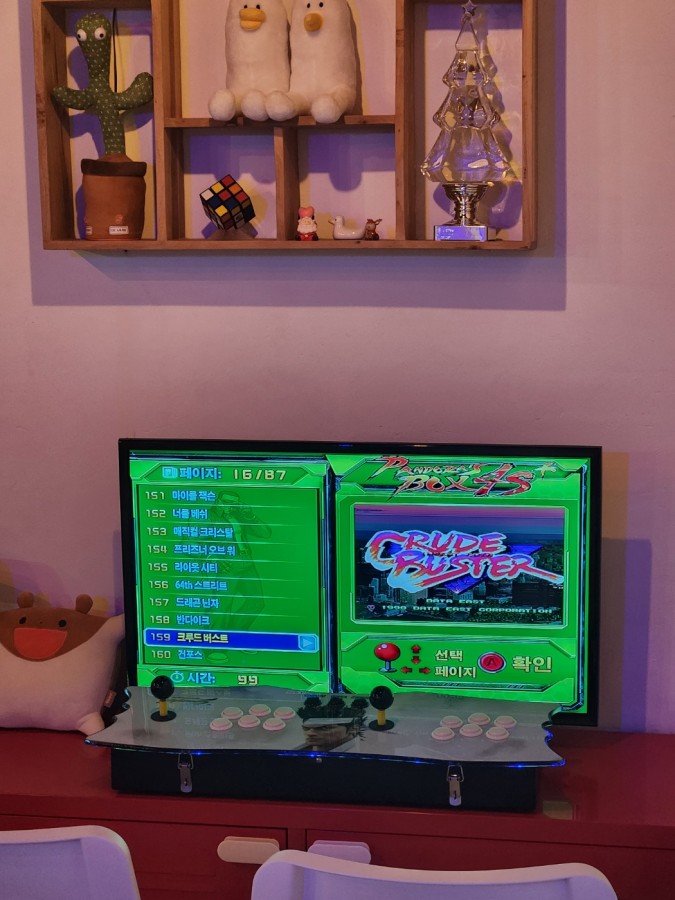 페이지: 16/87
151 마이클 잭슨
152 너클 베쉬
153 매직컬 크리스탈
154 프리즈너 오브 워
155 라이옷 시티
156 64th 스트리트
157 드래곤 닌자
158 반다이크
159 크루드 버스트
160 건포스
시간: 99
PANDORA BOX 4S
CRUDE
BUSTER
DATA EAST
© 1990 DATA EAST CORPORATION
선택
페이지
A 확인